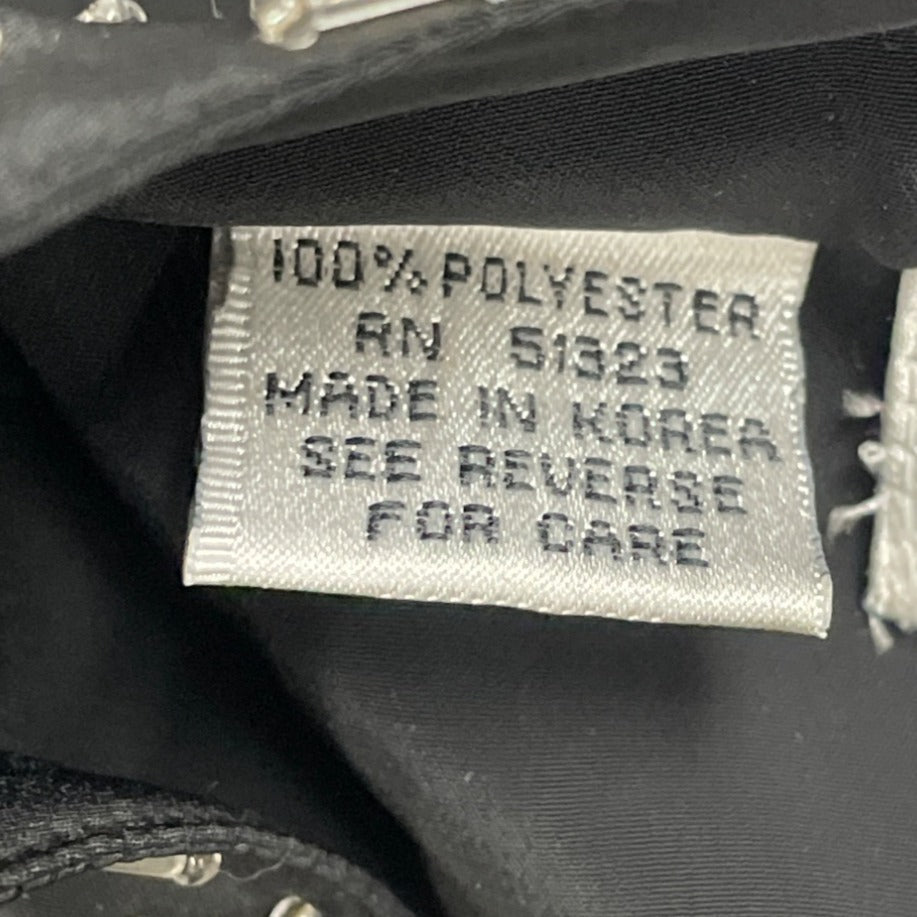 100% POLYESTER
RN 51323
MADE IN KOREA
SEE REVERSE
FOR CARE